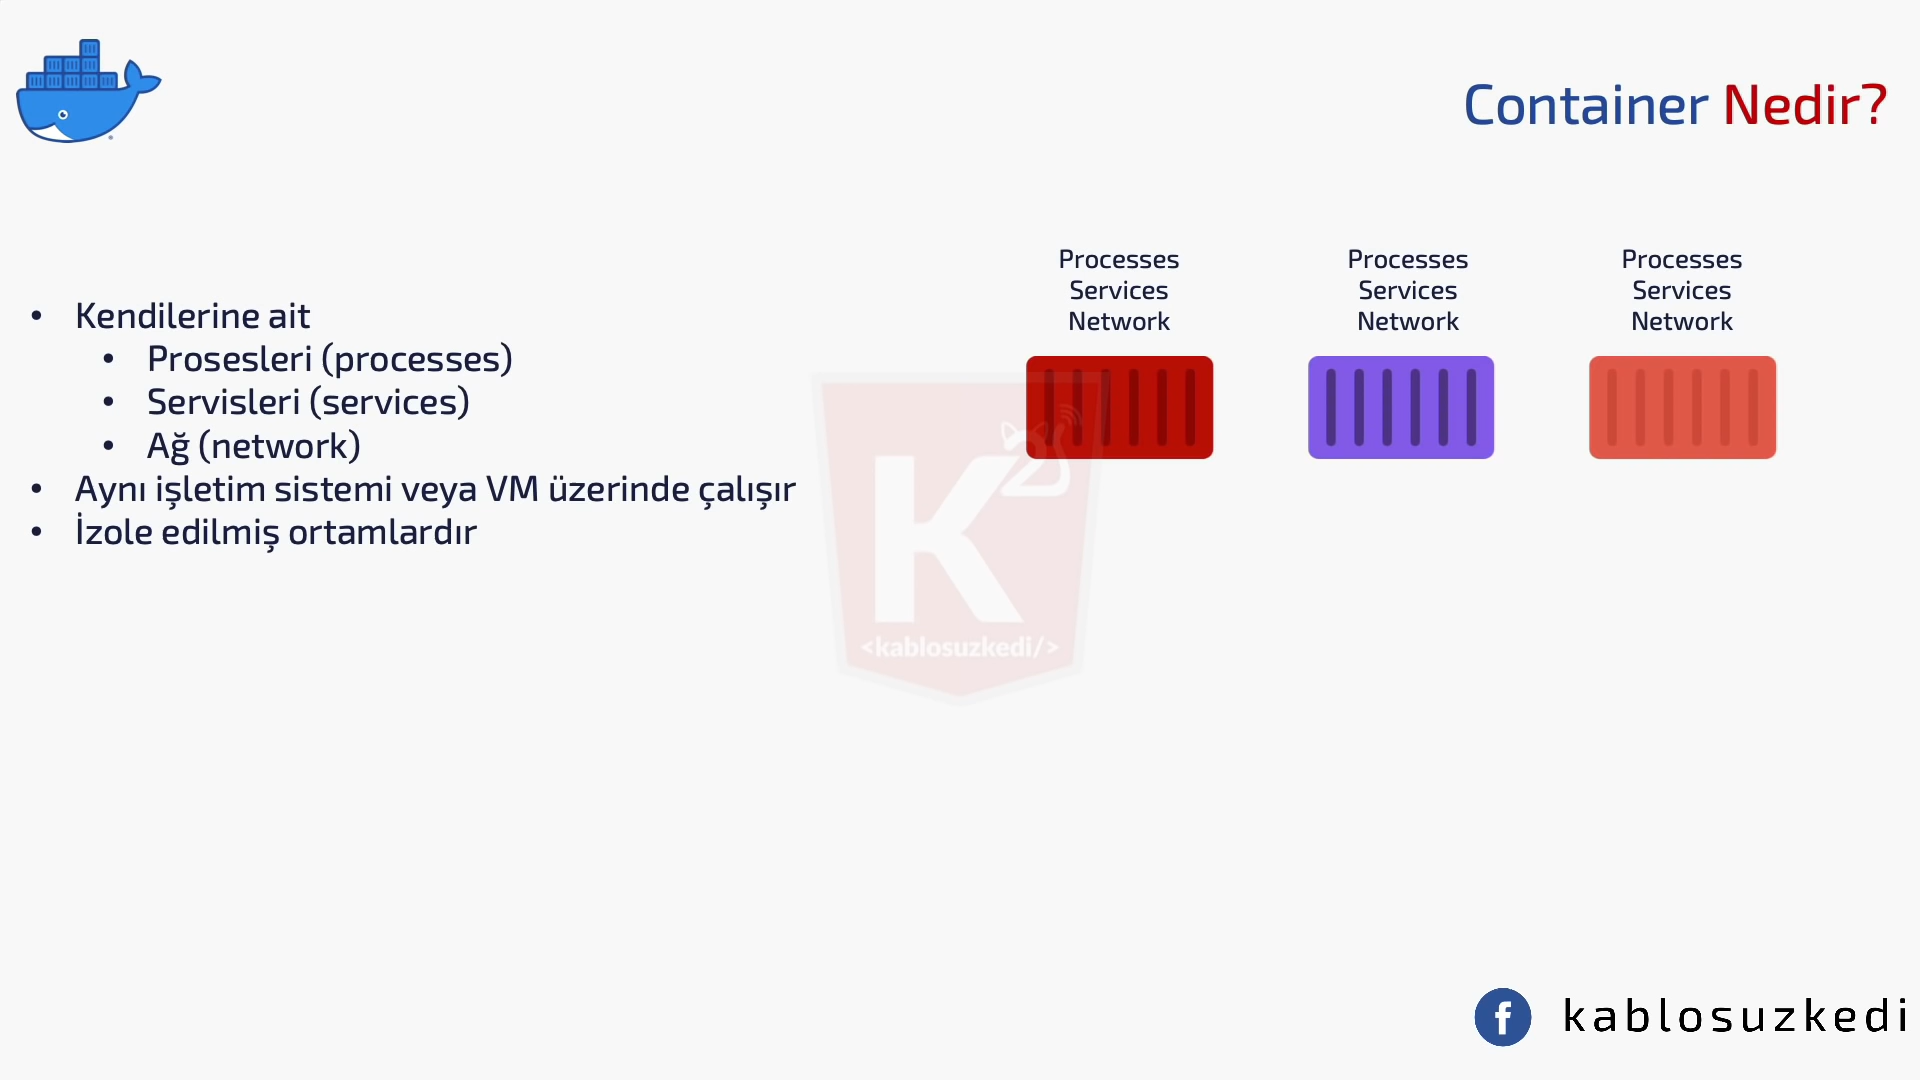 Container Nedir?
• Kendilerine ait
• Prosesleri (processes)
• Servisleri (services)
• Ağ (network)
• Aynı işletim sistemi veya VM üzerinde çalışır
• İzole edilmiş ortamlardır
Processes
Services
Network
Processes
Services
Network
Processes
Services
Network
K
<kablosuzkedi/>
kablosuzkedi